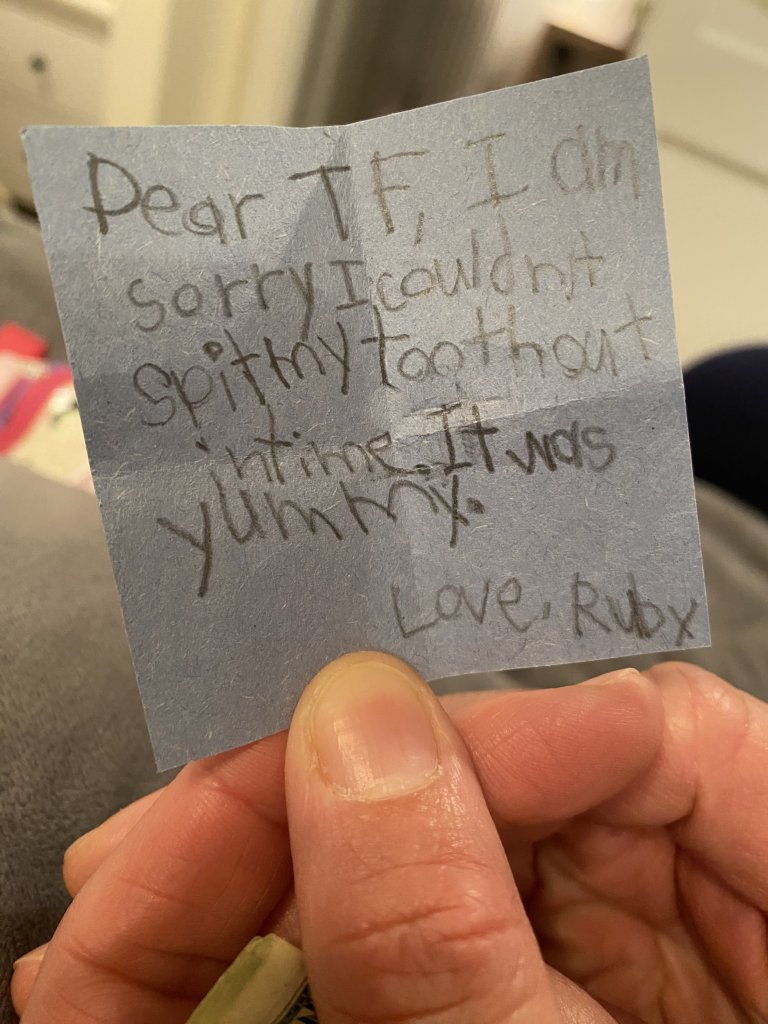 Dear TF, I am
sorry I couldn't
spit my tooth out
in time. It was
yummy.
Love, Ruby